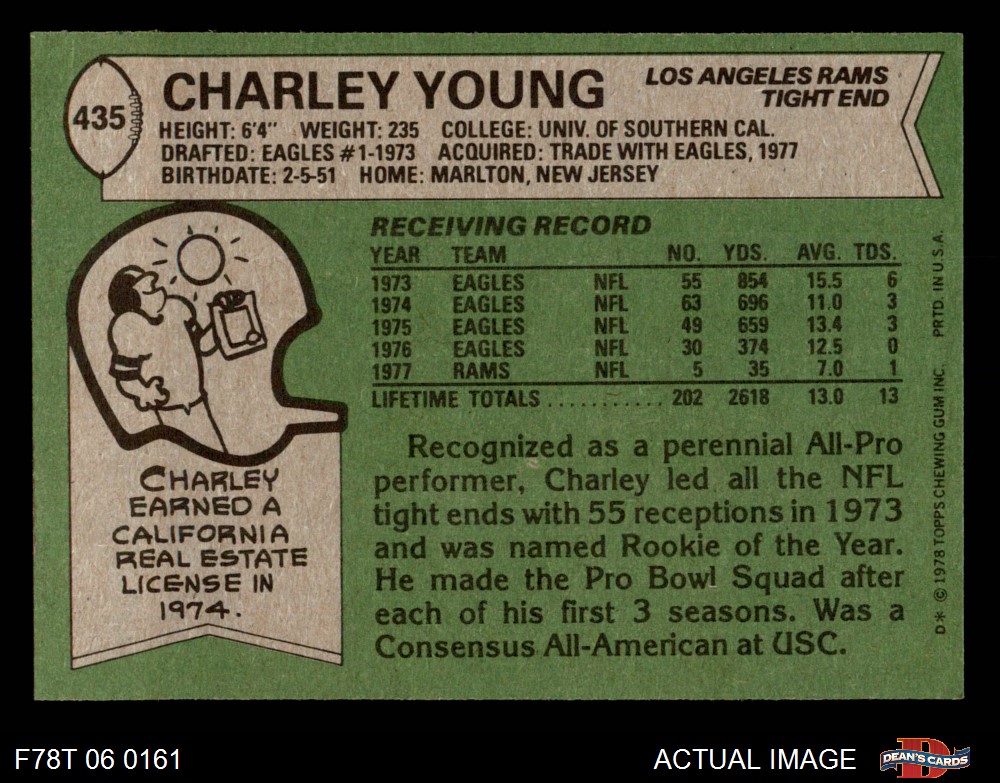 435
CHARLEY YOUNG
LOS ANGELES RAMS
TIGHT END
HEIGHT: 6'4" WEIGHT: 235 COLLEGE: UNIV. OF SOUTHERN CAL.
DRAFTED: EAGLES #1-1973 ACQUIRED: TRADE WITH EAGLES, 1977
BIRTHDATE: 2-5-51 HOME: MARLTON, NEW JERSEY
RECEIVING RECORD
YEAR TEAM NO. YDS. AVG. TDS.
1973 EAGLES NFL 55 854 15.5 6
1974 EAGLES NFL 63 696 11.0 3
1975 EAGLES NFL 49 659 13.4 3
1976 EAGLES NFL 30 374 12.5 0
1977 RAMS NFL 5 35 7.0 1
LIFETIME TOTALS ........... 202 2618 13.0 13
CHARLEY
EARNED A
CALIFORNIA
REAL ESTATE
LICENSE IN
1974.
Recognized as a perennial All-Pro
performer, Charley led all the NFL
tight ends with 55 receptions in 1973
and was named Rookie of the Year.
He made the Pro Bowl Squad after
each of his first 3 seasons. Was a
Consensus All-American at USC.
D* © 1978 TOPPS CHEWING GUM INC. PRTD. IN U.S.A.
F78T 06 0161
ACTUAL IMAGE
D
DEAN'S CARDS